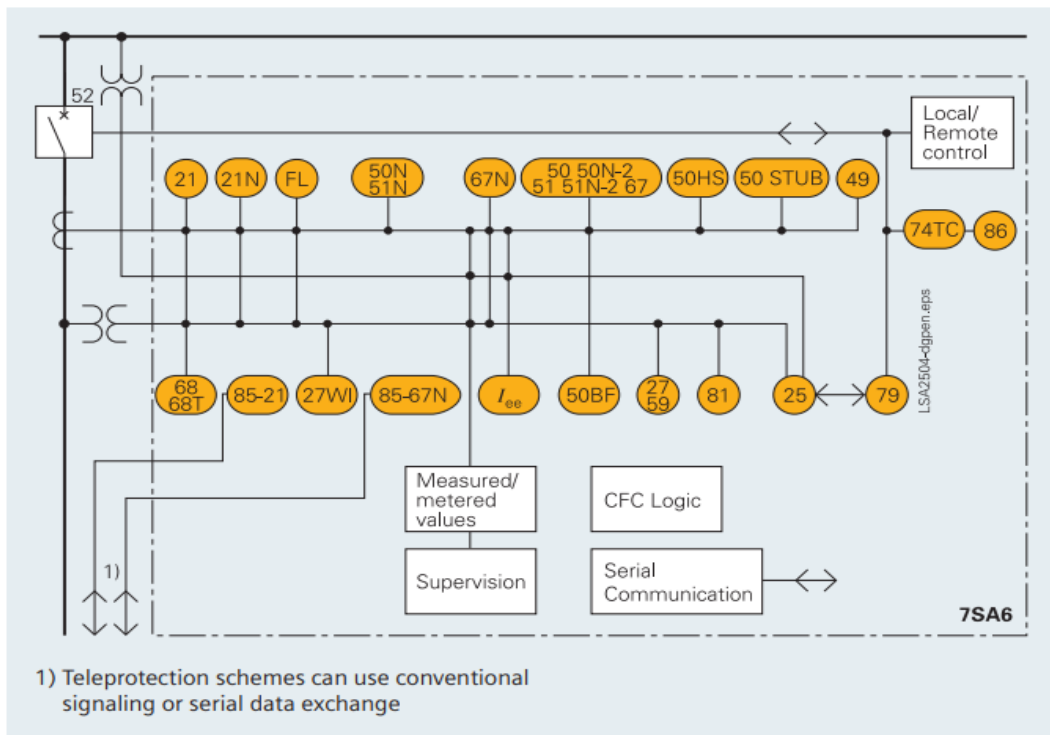 52
Local/
Remote
control
21
21N
FL
50N
51N
67N
50 50N-2
51 51N-2 67
50HS
50 STUB
49
74TC
86
LSA2504-dgpen.eps
68
68T
85-21
27WI
85-67N
Iee
50BF
27
59
81
25
79
Measured/
metered
values
CFC Logic
1)
Supervision
Serial
Communication
7SA6
1) Teleprotection schemes can use conventional
signaling or serial data exchange